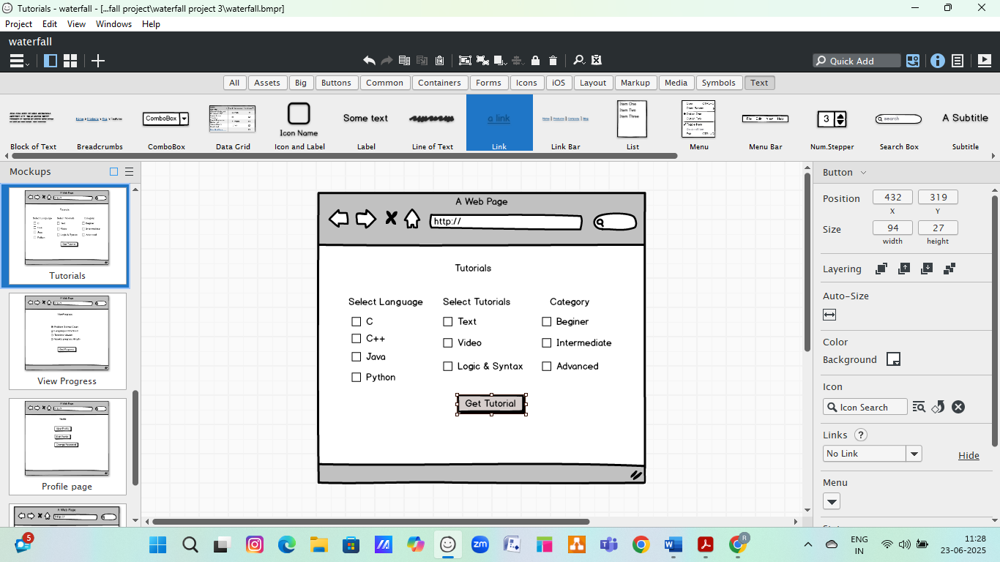 Tutorials - waterfall - [...fall project\waterfall project 3\waterfall.bmpr]
Project Edit View Windows Help
waterfall
Quick Add
All Assets Big Buttons Common Containers Forms Icons iOS Layout Markup Media Symbols Text
ComboBox Some text a link Item One Item Two Item Three 3 search A Subtitle
Icon Name
Block of Text Breadcrumbs ComboBox Data Grid Icon and Label Label Line of Text Link Link Bar List Menu Menu Bar Num.Stepper Search Box Subtitle
Mockups
Tutorials
View Progress
Profile page
A Web Page
http://
Tutorials
Select Language Select Tutorials Category
C Text Beginer
C++ Video Intermediate
Java Logic & Syntax Advanced
Python
Get Tutorial
Button
Position 432 319
X Y
Size 94 27
width height
Layering
Auto-Size
Color
Background
Icon
Icon Search
Links ?
No Link Hide
Menu
5
zm
R
ENG
IN
11:28
23-06-2025